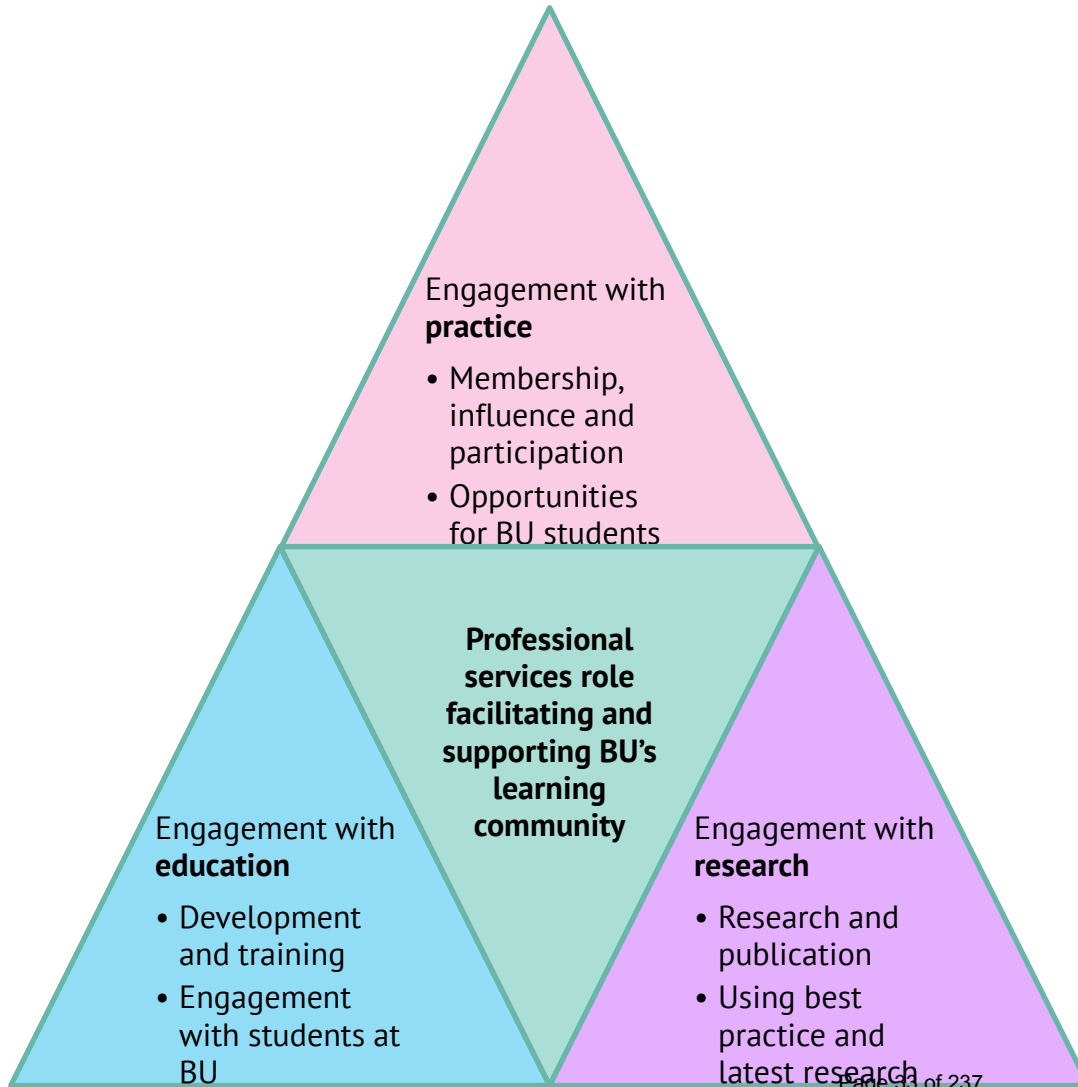 Engagement with
practice
• Membership,
influence and
participation
• Opportunities
for BU students
Professional
services role
facilitating and
supporting BU’s
learning
community
Engagement with
education
• Development
and training
• Engagement
with students at
BU
Engagement with
research
• Research and
publication
• Using best
practice and
latest research
Page 33 of 237